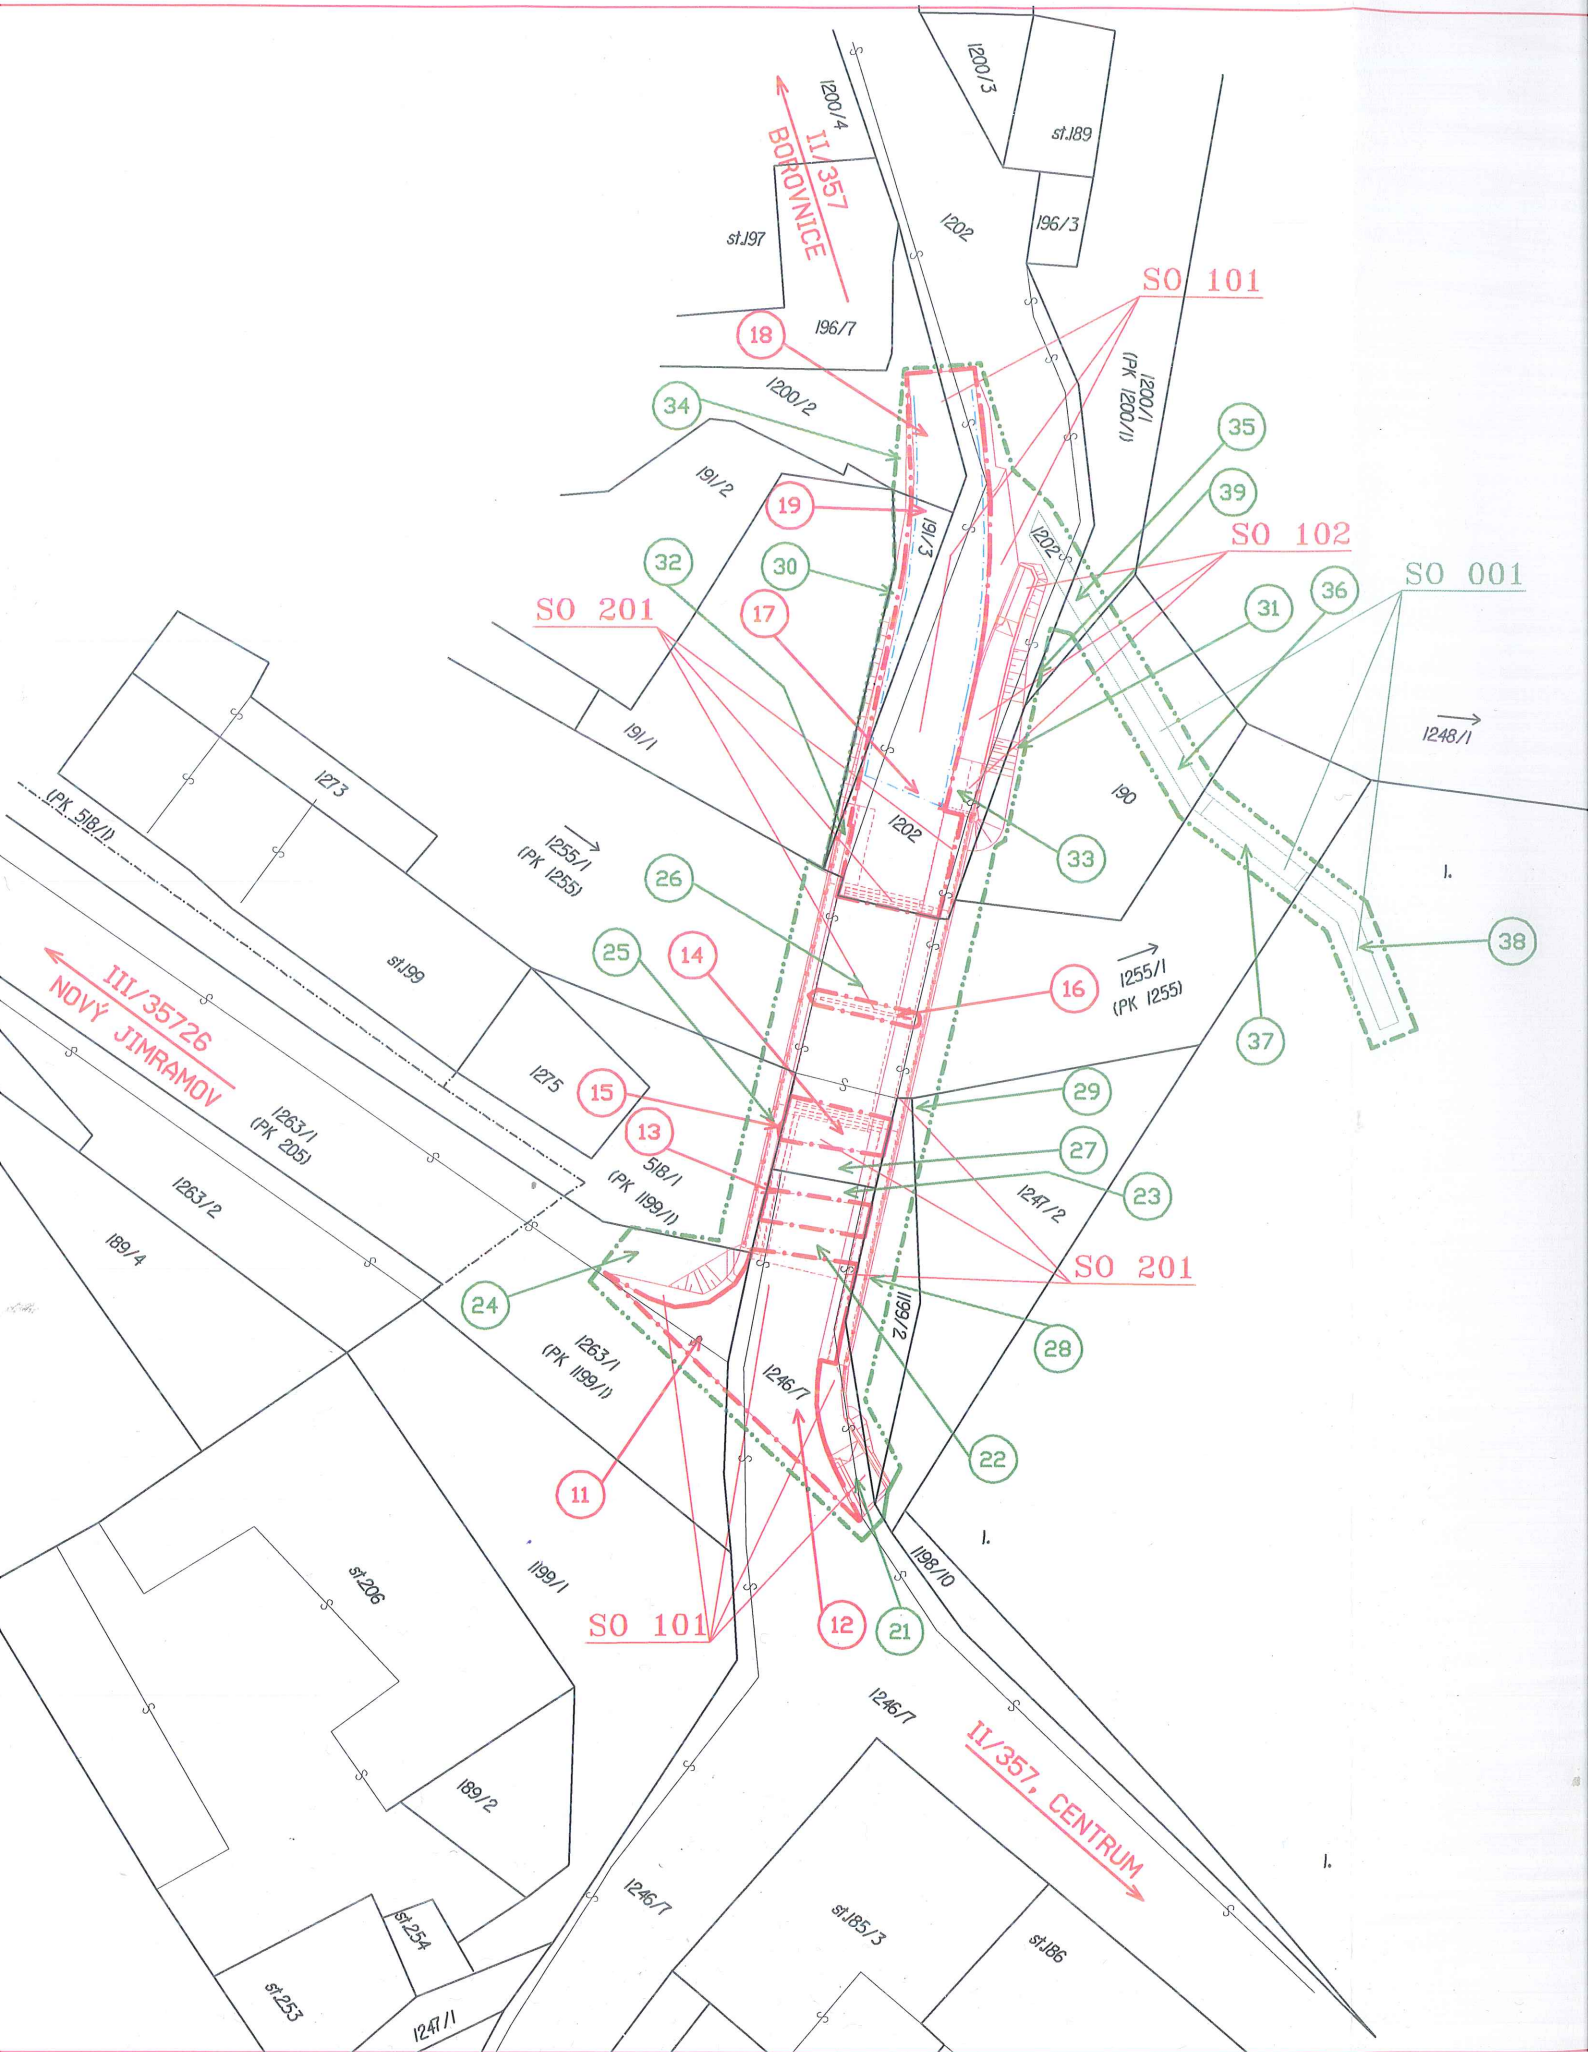 1200/3
1200/4
st.189
II/357
BOROVNICE
st.197
1202
196/3
SO 101
196/7
18
1200/1
(PK 1200/1)
1200/2
34
35
191/2
39
19
191/3
1202
SO 102
32
30
SO 001
36
31
SO 201
17
191/1
1248/1
1273
(PK 518/1)
190
1202
1255/1
(PK 1255)
33
26
1.
25
14
38
st.199
16
1255/1
(PK 1255)
III/35726
NOVÝ JIMRAMOV
37
1275
15
29
13
1263/1
(PK 205)
518/1
(PK 1199/1)
27
23
1263/2
1247/2
189/4
SO 201
24
1199/2
28
1263/1
(PK 1199/1)
1246/7
22
11
1.
1198/10
st.206
1199/1
SO 101
12
21
1246/7
II/357, CENTRUM
189/2
1.
1246/7
st.185/3
st.186
st.254
st.253
1247/1